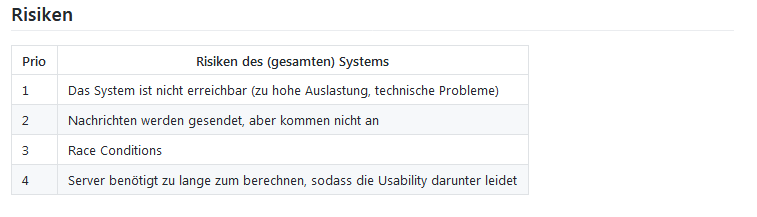 Risiken
Prio Risiken des (gesamten) Systems
1 Das System ist nicht erreichbar (zu hohe Auslastung, technische Probleme)
2 Nachrichten werden gesendet, aber kommen nicht an
3 Race Conditions
4 Server benötigt zu lange zum berechnen, sodass die Usability darunter leidet